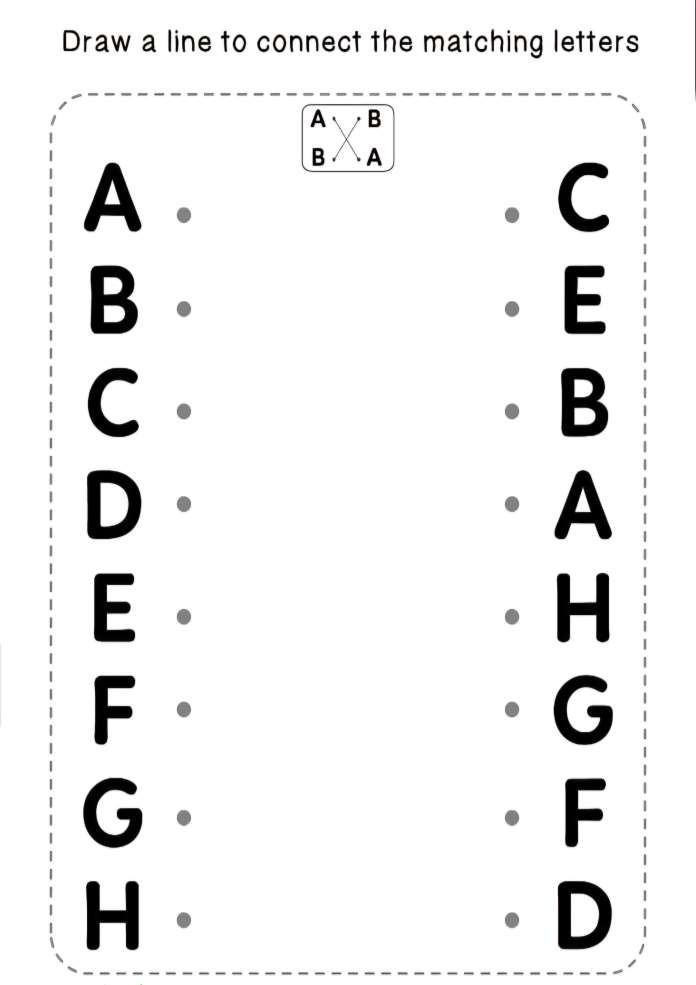 Draw a line to connect the matching letters
A B
B A
A C
B E
C B
D A
E H
F G
G F
H D